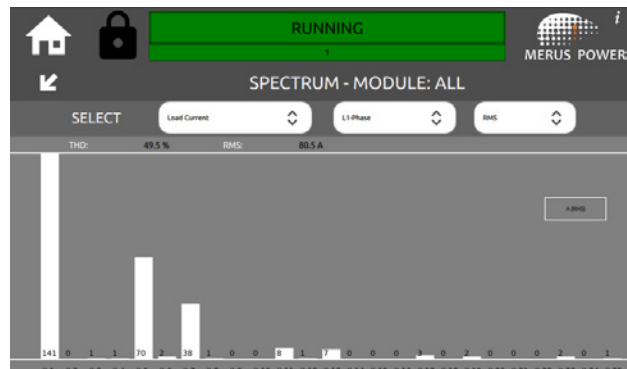 RUNNING
1
i
MERUS POWER
SPECTRUM - MODULE: ALL
SELECT
Load Current
L1-Phase
RMS
THD: 49.5 % RMS: 80.5 A
A (RMS)
141 0 1 1 70 2 38 1 0 0 8 1 7 0 0 0 3 0 2 0 0 0 2 0 1